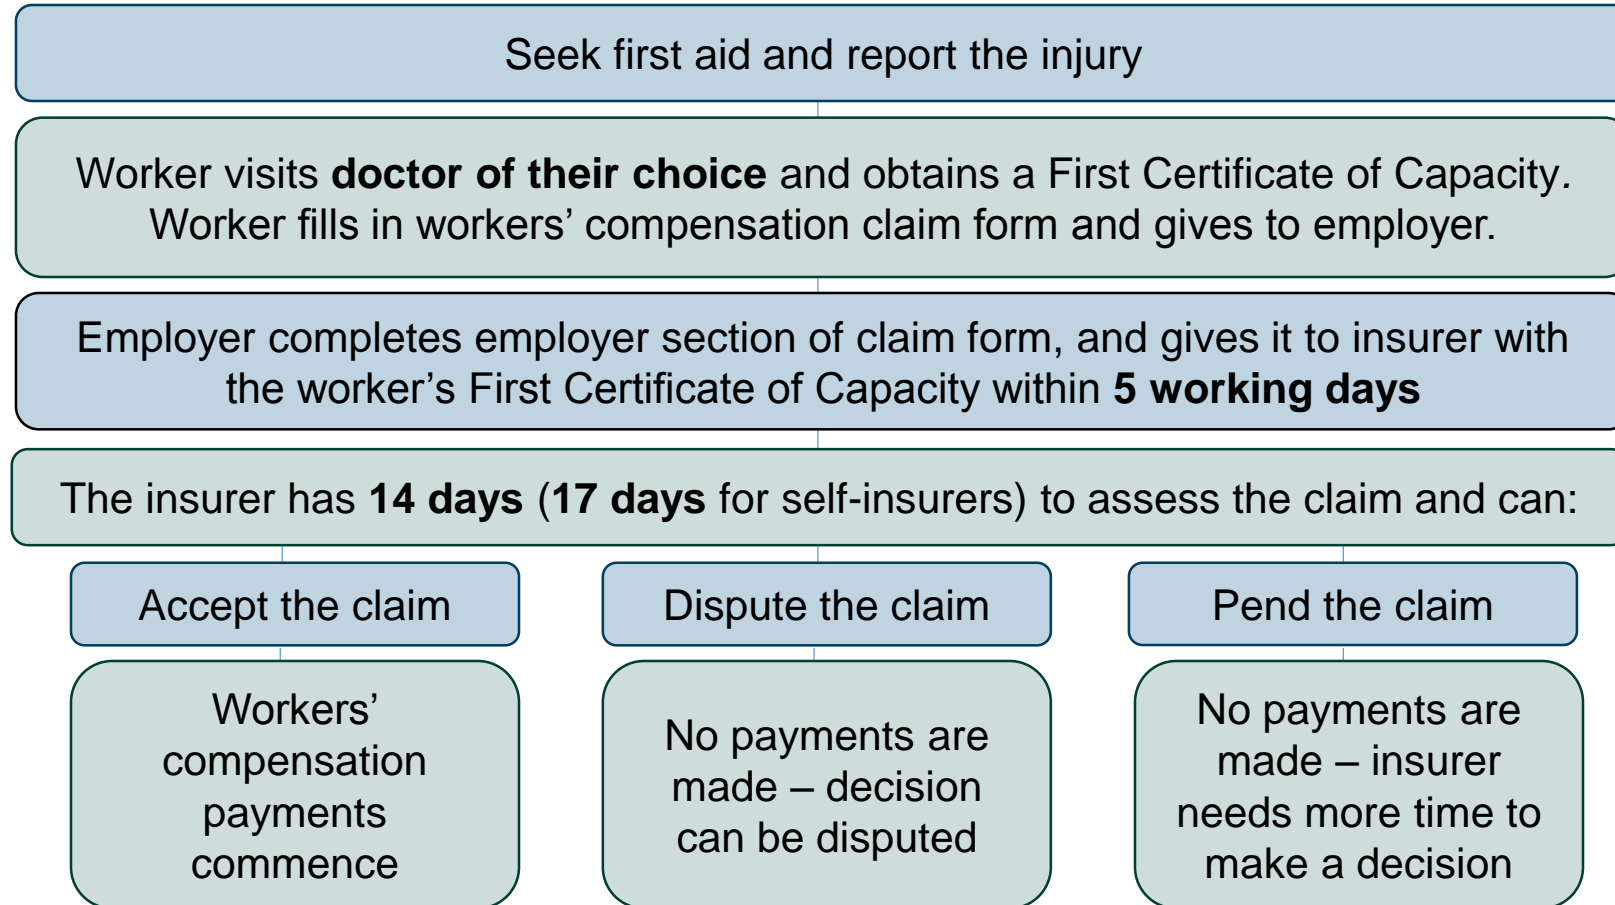 Seek first aid and report the injury
Worker visits doctor of their choice and obtains a First Certificate of Capacity.
Worker fills in workers’ compensation claim form and gives to employer.
Employer completes employer section of claim form, and gives it to insurer with
the worker’s First Certificate of Capacity within 5 working days
The insurer has 14 days (17 days for self-insurers) to assess the claim and can:
Accept the claim
Workers’
compensation
payments
commence
Dispute the claim
No payments are
made – decision
can be disputed
Pend the claim
No payments are
made – insurer
needs more time to
make a decision